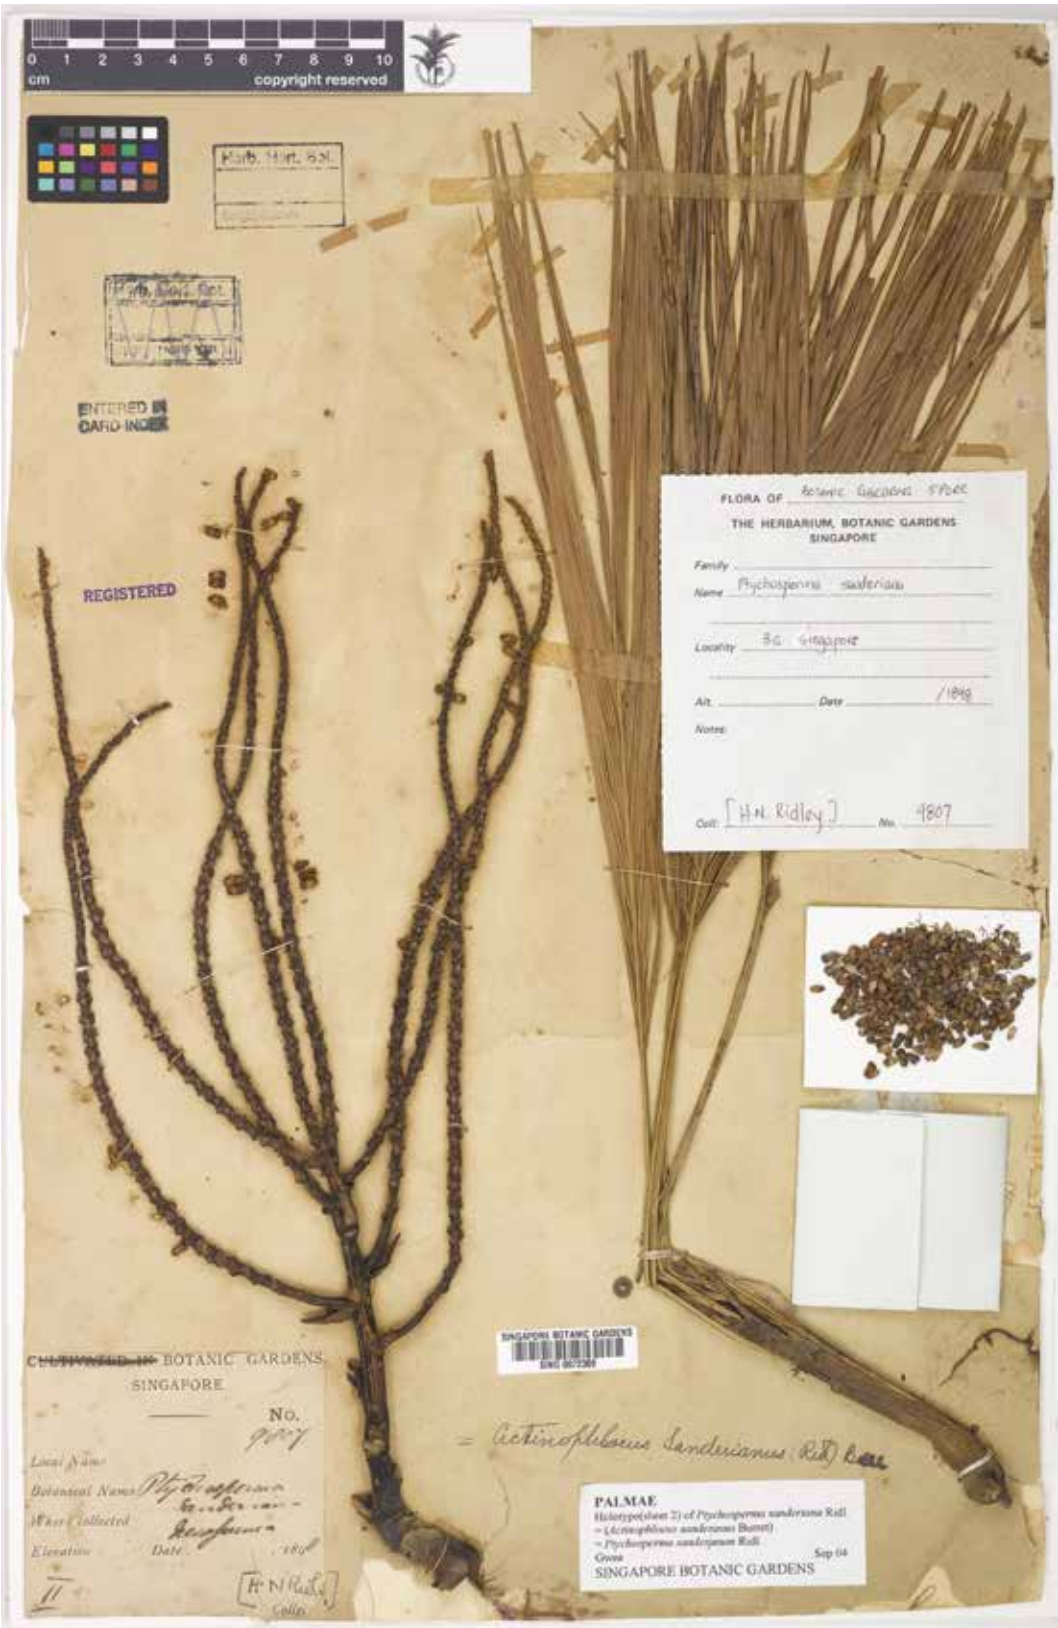 0 1 2 3 4 5 6 7 8 9 10
cm copyright reserved
Herb. Hort. Bot.
ENTERED IN
CARD-INDEX
REGISTERED
FLORA OF Botanic Gardens S'pore
THE HERBARIUM, BOTANIC GARDENS
SINGAPORE
Family
Name Ptychosperma sanderiana
Locality BG Singapore
Alt. Date /1898
Notes
Coll: [H.N. Ridley] No. 9807
SINGAPORE BOTANIC GARDENS
CULTIVATED IN BOTANIC GARDENS,
SINGAPORE
No.
9807
Local Name
Botanical Name Ptychosperma
sanderiana
Where collected
Elevation Date 1898
II
[H N Ridley]
Collr.
= Actinophloeus Sanderianus (Ridl)
PALMAE
Holotype(sheet 2) of Ptychosperma sanderiana Ridl.
= (Actinophloeus sanderianus Burret)
= Ptychosperma sanderianum Ridl.
Gwea Sep 04
SINGAPORE BOTANIC GARDENS